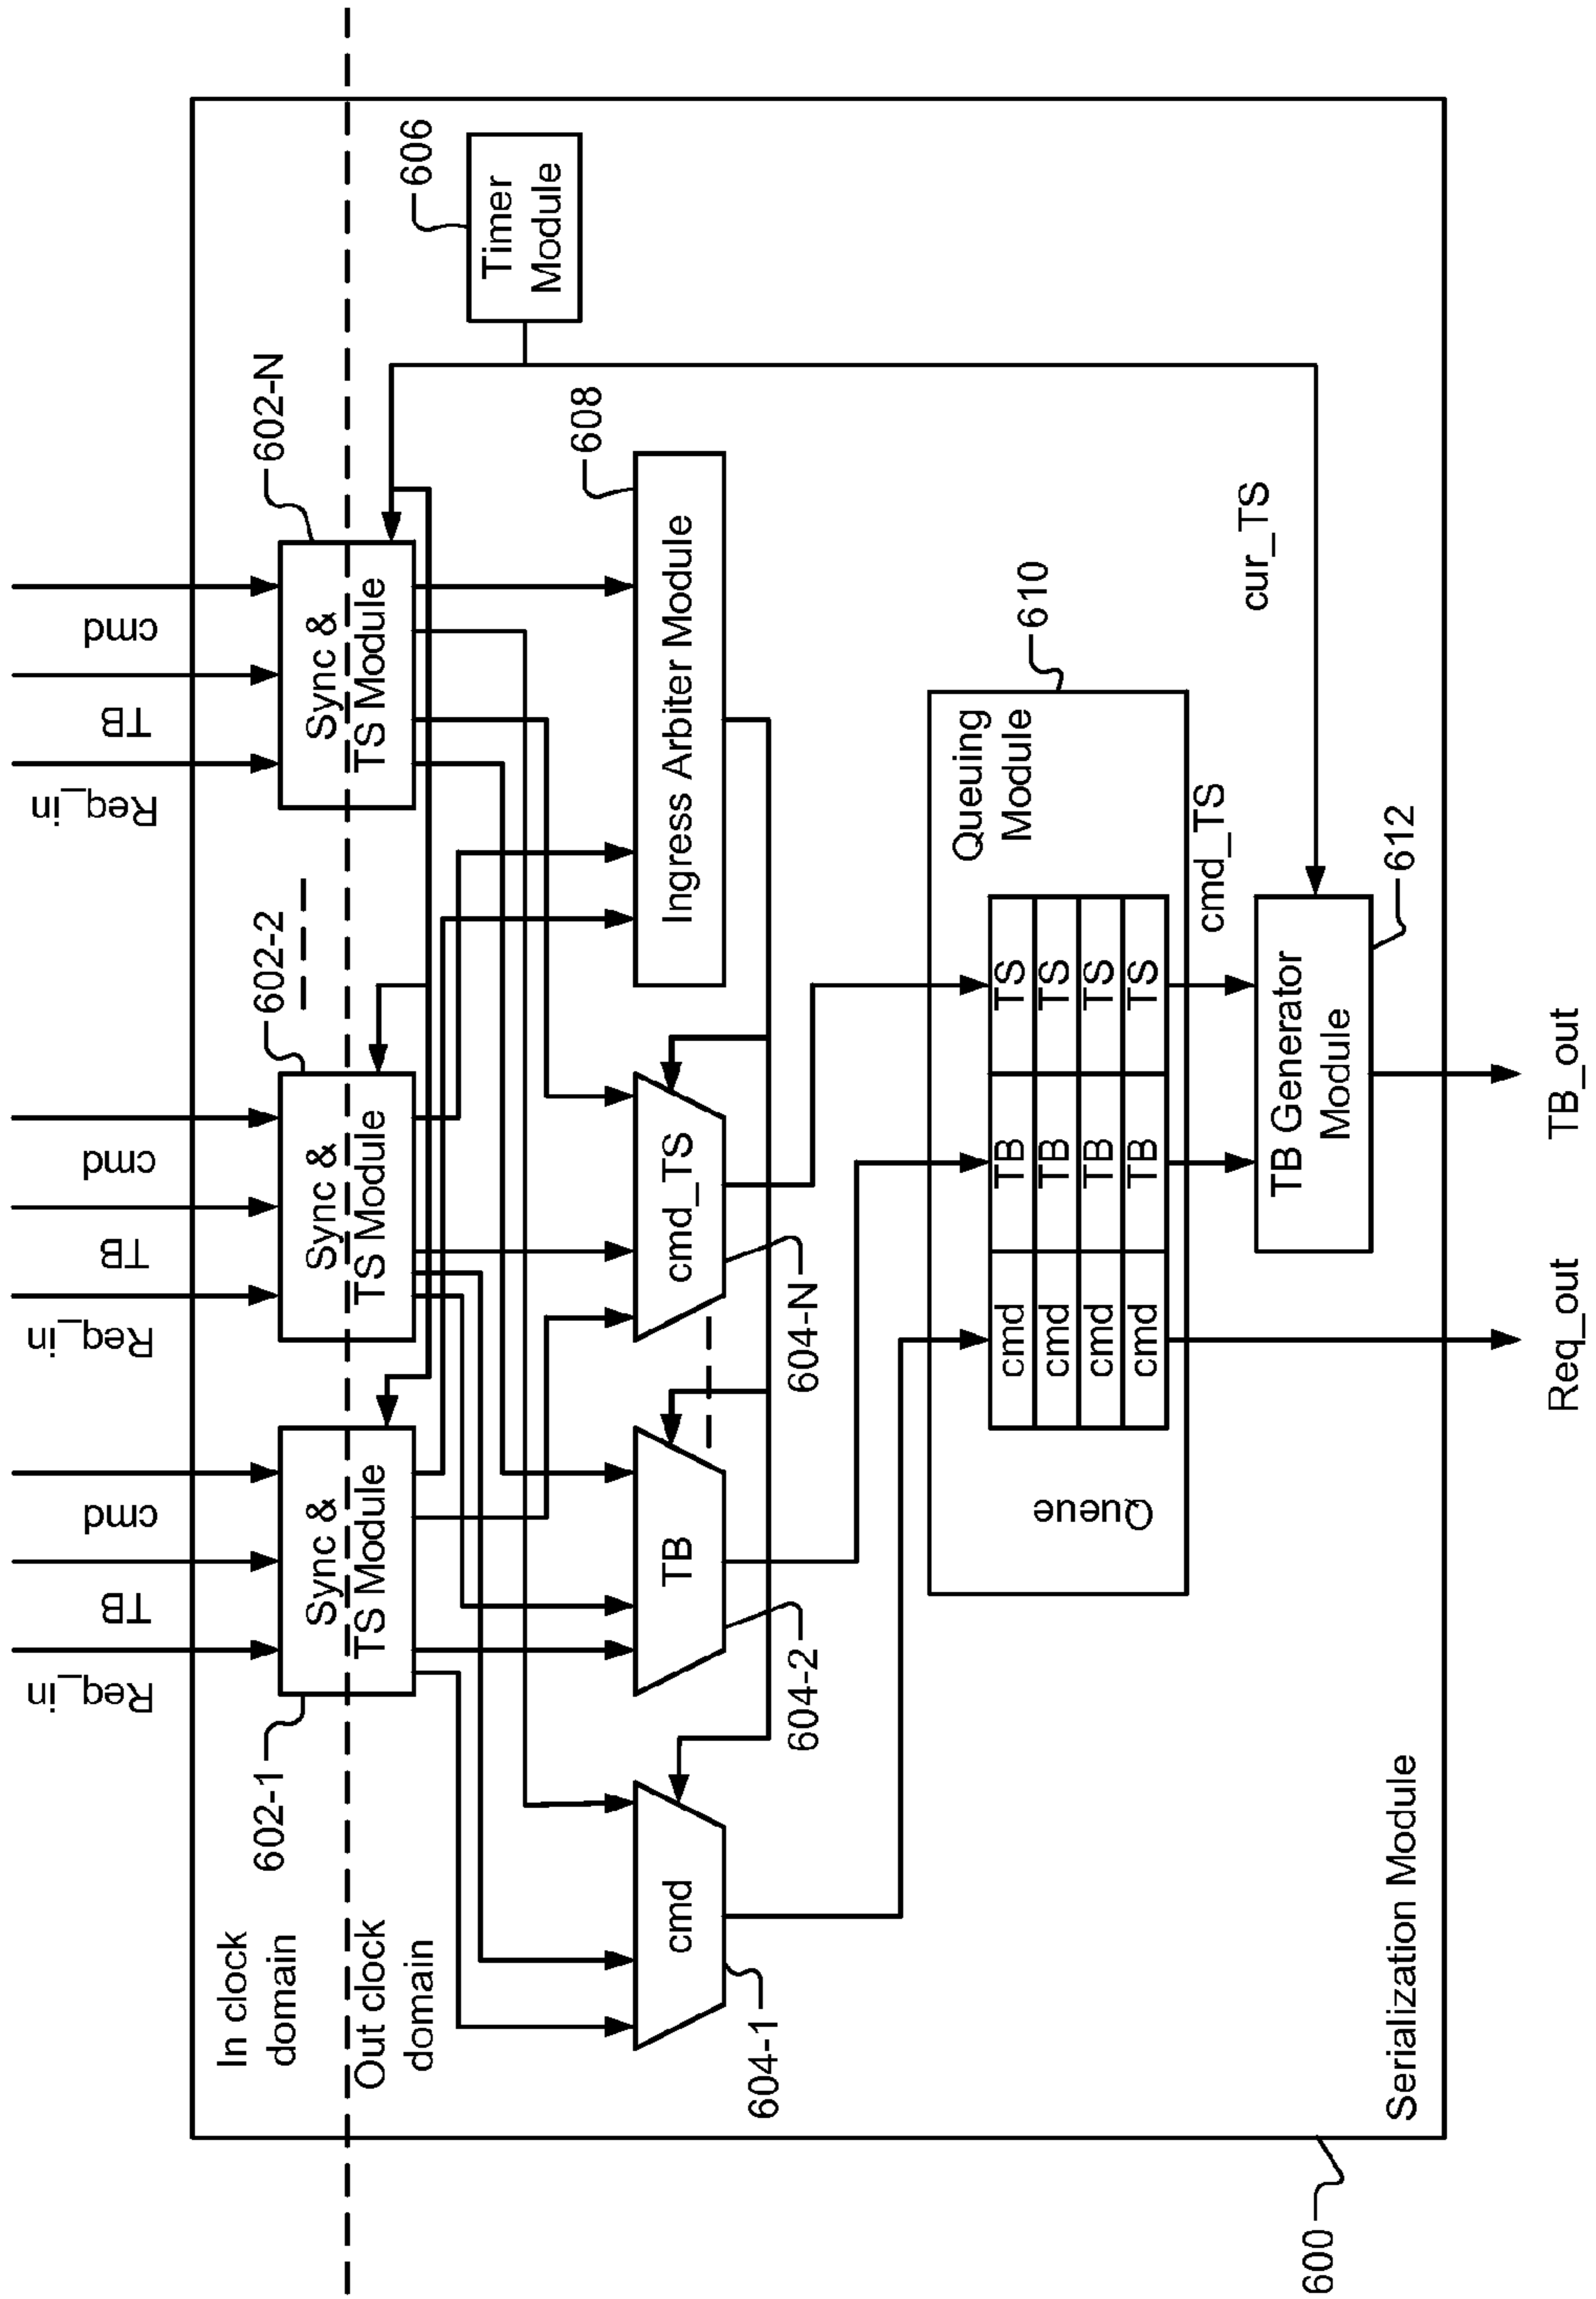 Req_in
TB
cmd
Req_in
TB
cmd
Req_in
TB
cmd
In clock
domain
Out clock
domain
602-1
Sync &
TS Module
602-2
Sync &
TS Module
602-N
Sync &
TS Module
606
Timer
Module
604-1
cmd
604-2
TB
604-N
cmd_TS
608
Ingress Arbiter Module
610
Queuing
Module
Queue
cmd TB TS
cmd TB TS
cmd TB TS
cmd TB TS
cmd_TS
cur_TS
TB Generator
Module
612
Serialization Module
600
Req_out
TB_out